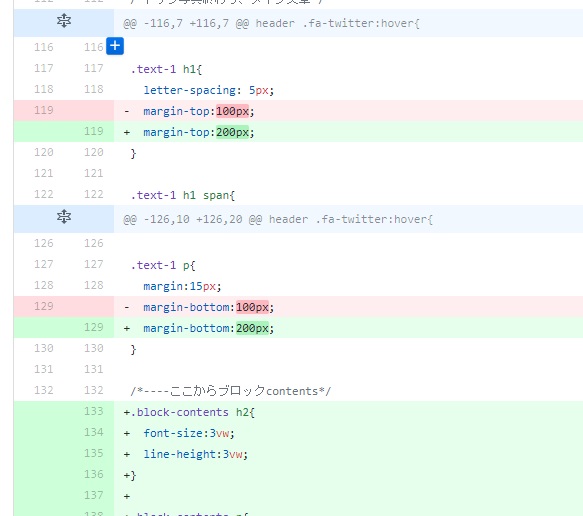 @@ -116,7 +116,7 @@ header .fa-twitter:hover{
116 116 +
117 117 .text-1 h1{
118 118 letter-spacing: 5px;
119 - margin-top:100px;
119 + margin-top:200px;
120 120 }
121 121
122 122 .text-1 h1 span{
@@ -126,10 +126,20 @@ header .fa-twitter:hover{
126 126
127 127 .text-1 p{
128 128 margin:15px;
129 - margin-bottom:100px;
129 + margin-bottom:200px;
130 130 }
131 131
132 132 /*----ここからブロックcontents*/
133 +.block-contents h2{
134 + font-size:3vw;
135 + line-height:3vw;
136 +}
137 +